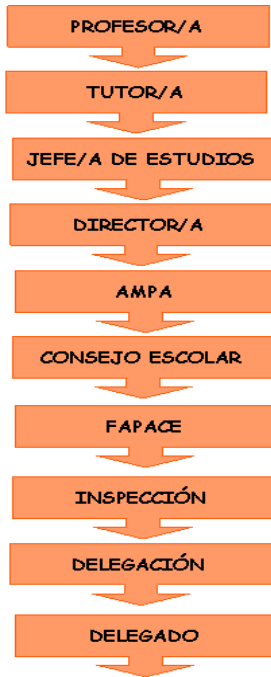 PROFESOR/A
TUTOR/A
JEFE/A DE ESTUDIOS
DIRECTOR/A
AMPA
CONSEJO ESCOLAR
FAPACE
INSPECCIÓN
DELEGACIÓN
DELEGADO